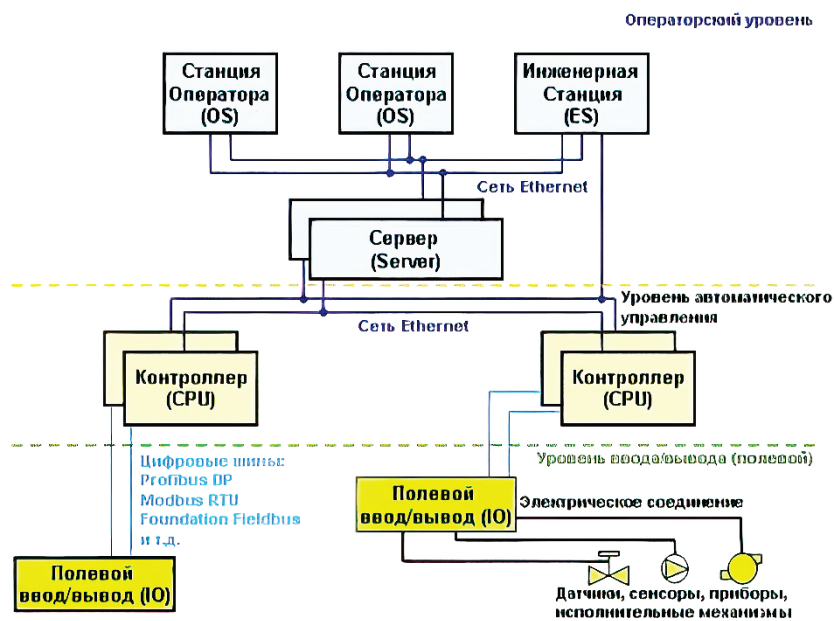 Операторский уровень
Станция
Оператора
(OS)
Станция
Оператора
(OS)
Инженерная
Станция
(ES)
Сеть Ethernet
Сервер
(Server)
Уровень автоматического
управления
Сеть Ethernet
Контроллер
(CPU)
Контроллер
(CPU)
Уровень ввода/вывода (полевой)
Цифровые шины:
Profibus DP
Modbus RTU
Foundation Fieldbus
и т.д.
Полевой
ввод/вывод (IO)
Электрическое соединение
Полевой
ввод/вывод (IO)
Датчики, сенсоры, приборы,
исполнительные механизмы